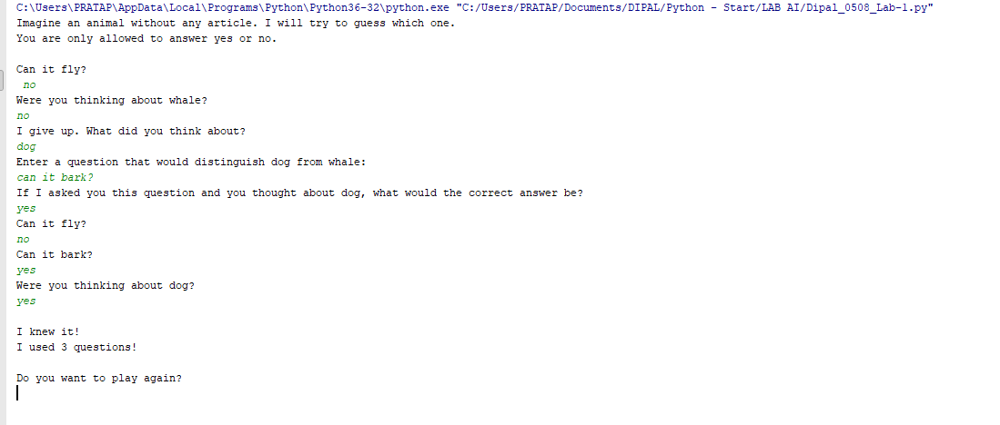 C:\Users\PRATAP\AppData\Local\Programs\Python\Python36-32\python.exe "C:/Users/PRATAP/Documents/DIPAL/Python - Start/LAB AI/Dipal_0508_Lab-1.py"
Imagine an animal without any article. I will try to guess which one.
You are only allowed to answer yes or no.
Can it fly?
no
Were you thinking about whale?
no
I give up. What did you think about?
dog
Enter a question that would distinguish dog from whale:
can it bark?
If I asked you this question and you thought about dog, what would the correct answer be?
yes
Can it fly?
no
Can it bark?
yes
Were you thinking about dog?
yes
I knew it!
I used 3 questions!
Do you want to play again?